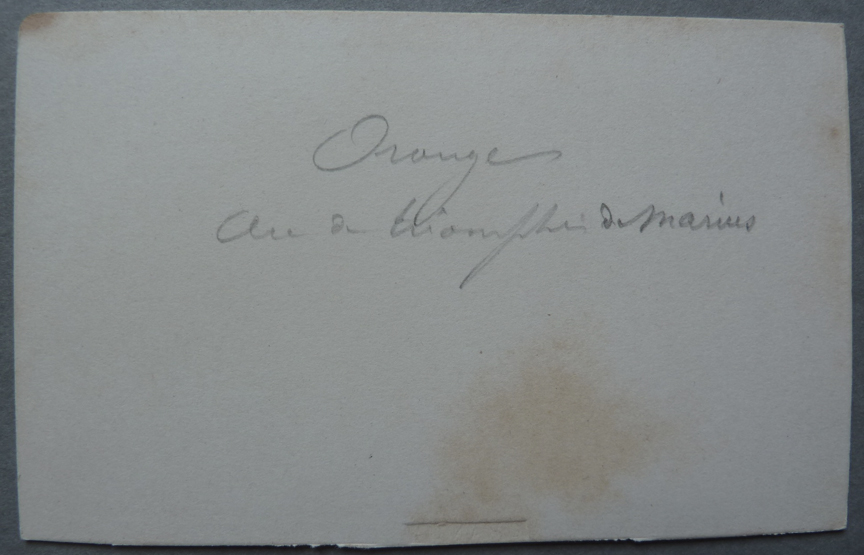 Orange
Arc de triomphe de Marius